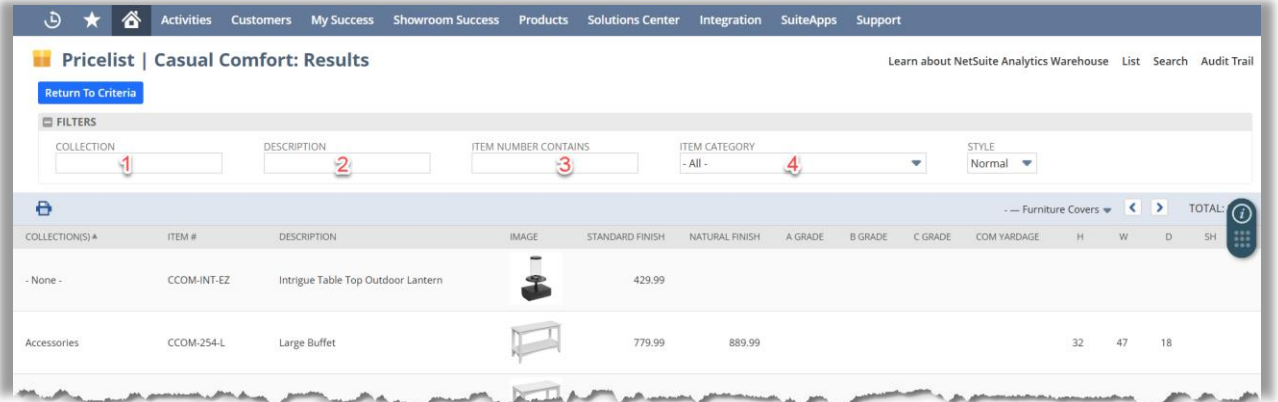 Activities Customers My Success Showroom Success Products Solutions Center Integration SuiteApps Support
Pricelist | Casual Comfort: Results
Learn about NetSuite Analytics Warehouse List Search Audit Trail
Return To Criteria
FILTERS
COLLECTION DESCRIPTION ITEM NUMBER CONTAINS ITEM CATEGORY STYLE
1 2 3 - All - 4 Normal
- — Furniture Covers TOTAL:
COLLECTION(S) ITEM # DESCRIPTION IMAGE STANDARD FINISH NATURAL FINISH A GRADE B GRADE C GRADE COM YARDAGE H W D SH
- None - CCOM-INT-EZ Intrigue Table Top Outdoor Lantern 429.99
Accessories CCOM-254-L Large Buffet 779.99 889.99 32 47 18